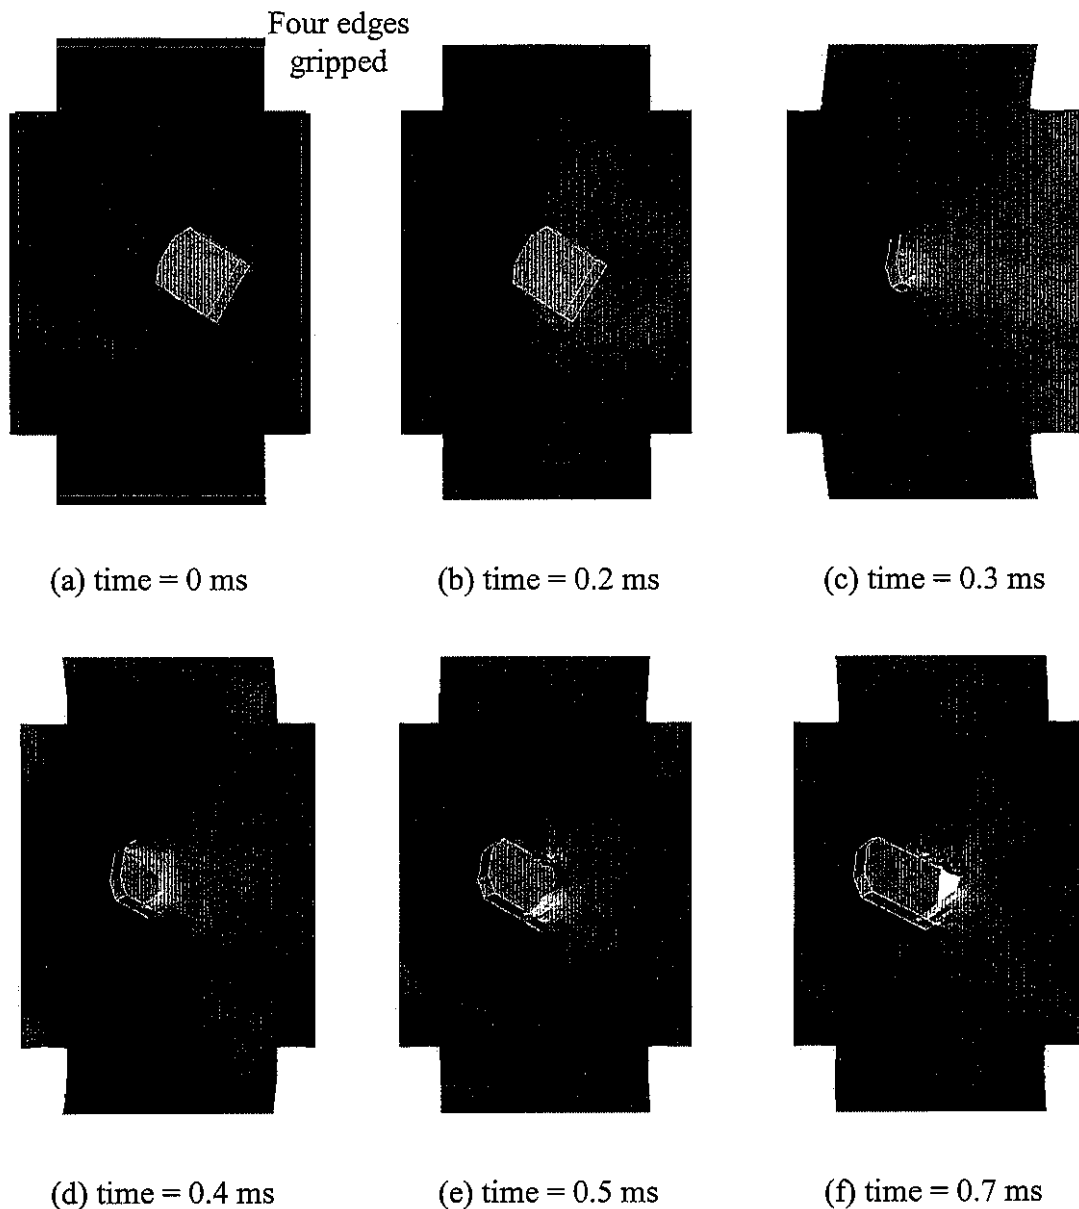 Four edges
gripped
(a) time = 0 ms
(b) time = 0.2 ms
(c) time = 0.3 ms
(d) time = 0.4 ms
(e) time = 0.5 ms
(f) time = 0.7 ms